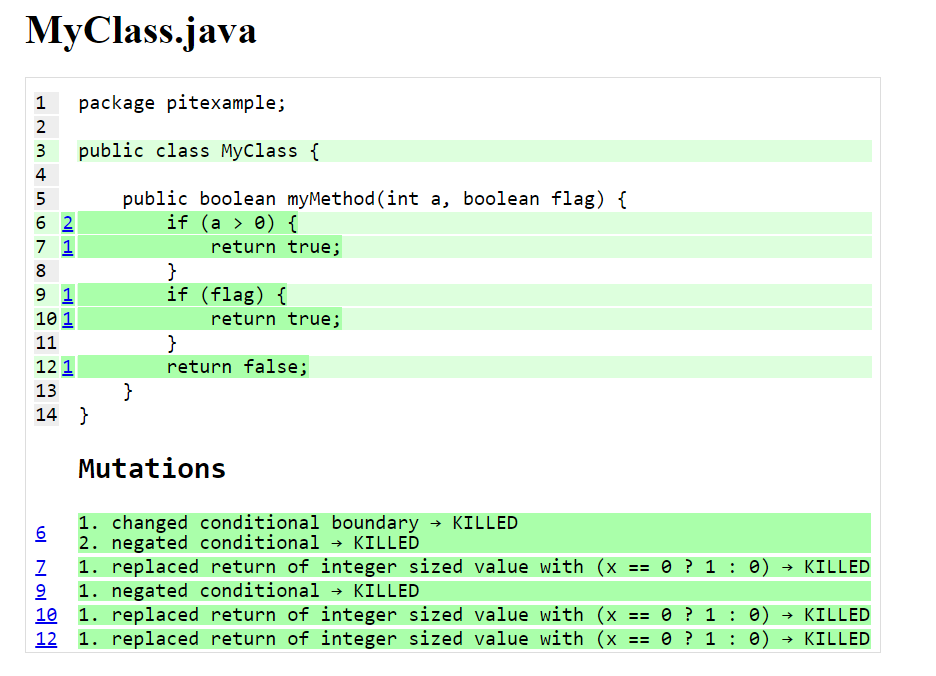 MyClass.java
1 package pitexample;
2
3 public class MyClass {
4
5 public boolean myMethod(int a, boolean flag) {
6 2 if (a > 0) {
7 1 return true;
8 }
9 1 if (flag) {
10 1 return true;
11 }
12 1 return false;
13 }
14 }
Mutations
6 1. changed conditional boundary → KILLED
2. negated conditional → KILLED
7 1. replaced return of integer sized value with (x == 0 ? 1 : 0) → KILLED
9 1. negated conditional → KILLED
10 1. replaced return of integer sized value with (x == 0 ? 1 : 0) → KILLED
12 1. replaced return of integer sized value with (x == 0 ? 1 : 0) → KILLED